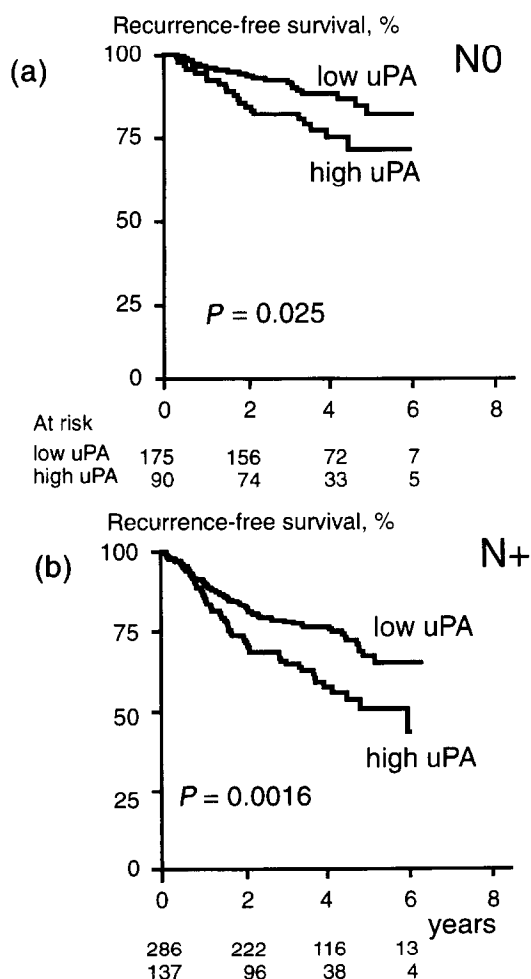 Recurrence-free survival, %
(a)
N0
100
75
50
25
0
low uPA
high uPA
P = 0.025
0 2 4 6 8
At risk
low uPA 175 156 72 7
high uPA 90 74 33 5
Recurrence-free survival, %
(b)
N+
100
75
50
25
0
low uPA
high uPA
P = 0.0016
0 2 4 6 8
years
286 222 116 13
137 96 38 4